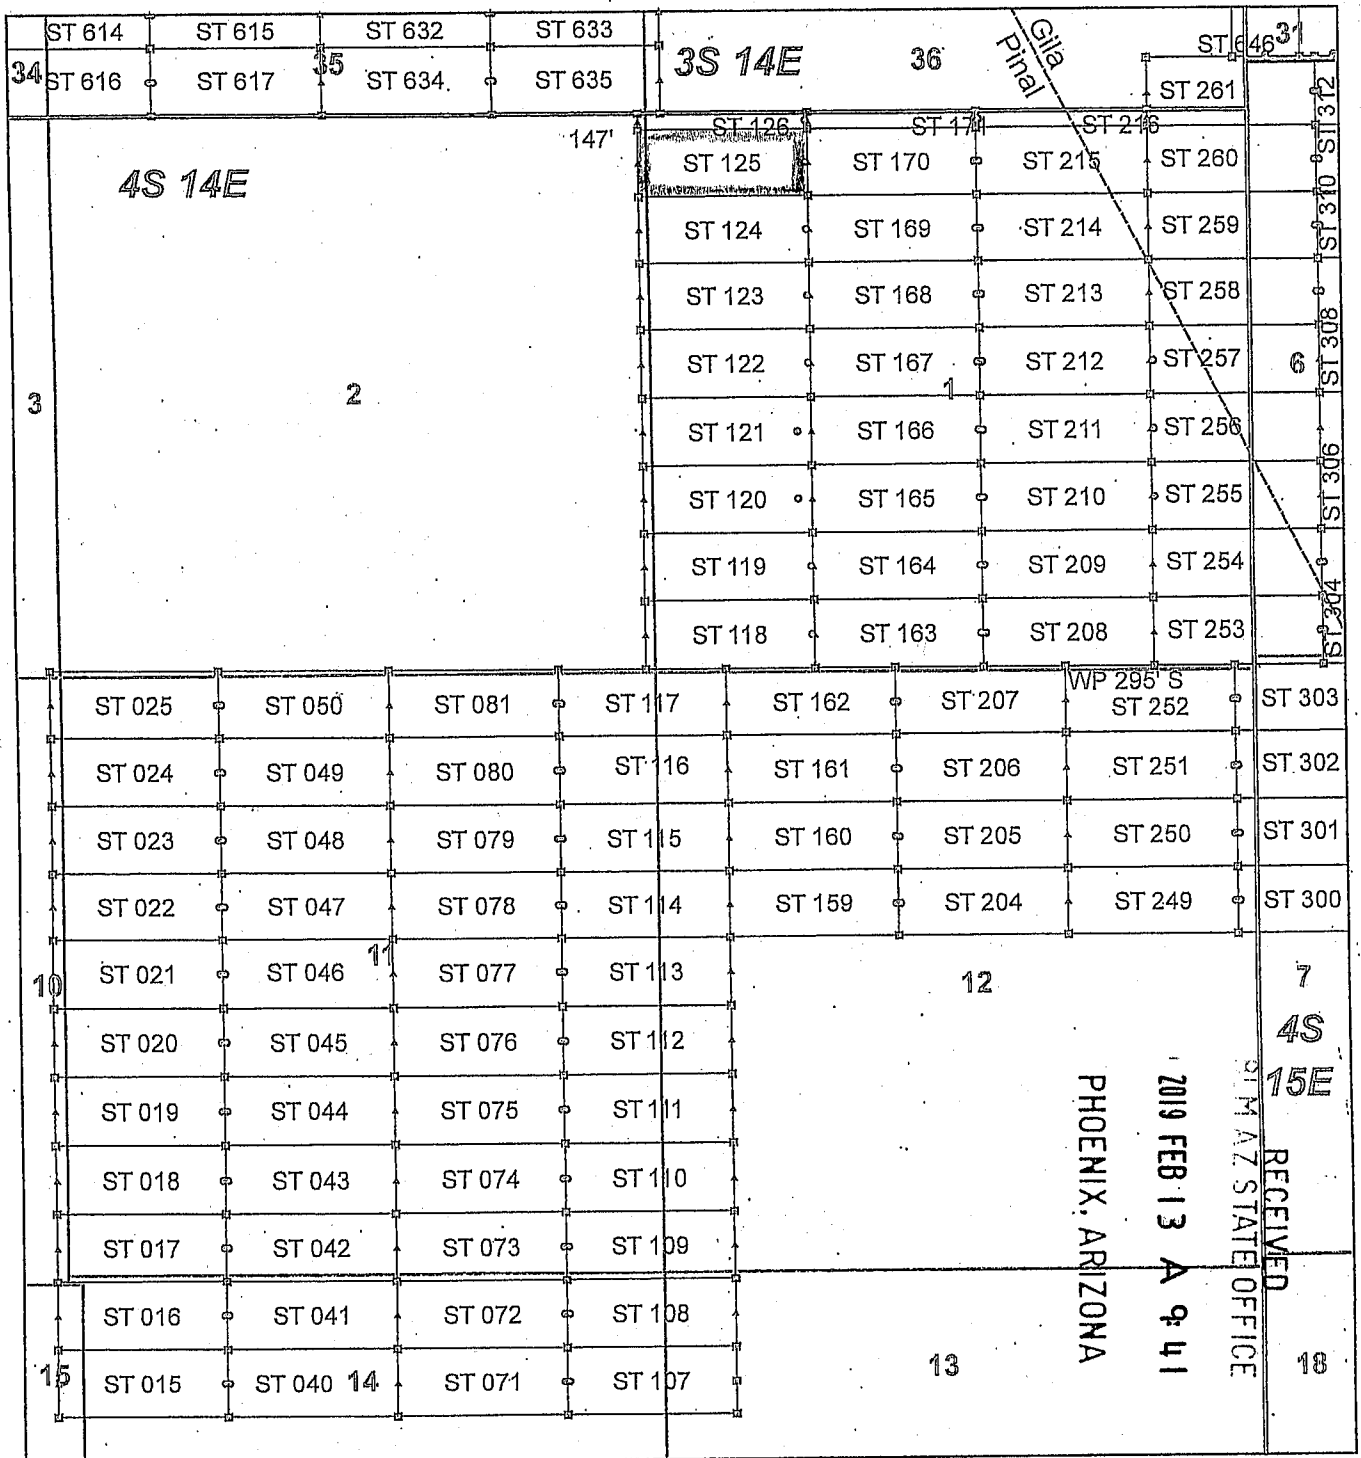 ST 614 ST 615 ST 632 ST 633
34 ST 616 ST 617 35 ST 634 ST 635 3S 14E 36 Gila Pinal ST 646 31
ST 261 ST 312
147' ST 126 ST 171 ST 216
4S 14E ST 125 ST 170 ST 215 ST 260 ST 310
ST 124 ST 169 ST 214 ST 259
ST 123 ST 168 ST 213 ST 258
3 2 ST 122 ST 167 1 ST 212 ST 257 6 ST 308
ST 121 ST 166 ST 211 ST 256
ST 120 ST 165 ST 210 ST 255 ST 306
ST 119 ST 164 ST 209 ST 254
ST 118 ST 163 ST 208 ST 253 ST 304
WP 295' S
ST 025 ST 050 ST 081 ST 117 ST 162 ST 207 ST 252 ST 303
ST 024 ST 049 ST 080 ST 116 ST 161 ST 206 ST 251 ST 302
ST 023 ST 048 ST 079 ST 115 ST 160 ST 205 ST 250 ST 301
ST 022 ST 047 ST 078 ST 114 ST 159 ST 204 ST 249 ST 300
10 ST 021 ST 046 11 ST 077 ST 113 12 7
ST 020 ST 045 ST 076 ST 112 4S
ST 019 ST 044 ST 075 ST 111 15E
ST 018 ST 043 ST 074 ST 110
ST 017 ST 042 ST 073 ST 109
ST 016 ST 041 ST 072 ST 108
15 ST 015 ST 040 14 ST 071 ST 107 13 18
RECEIVED
AZ STATE OFFICE
2019 FEB 13 A 9:41
PHOENIX, ARIZONA